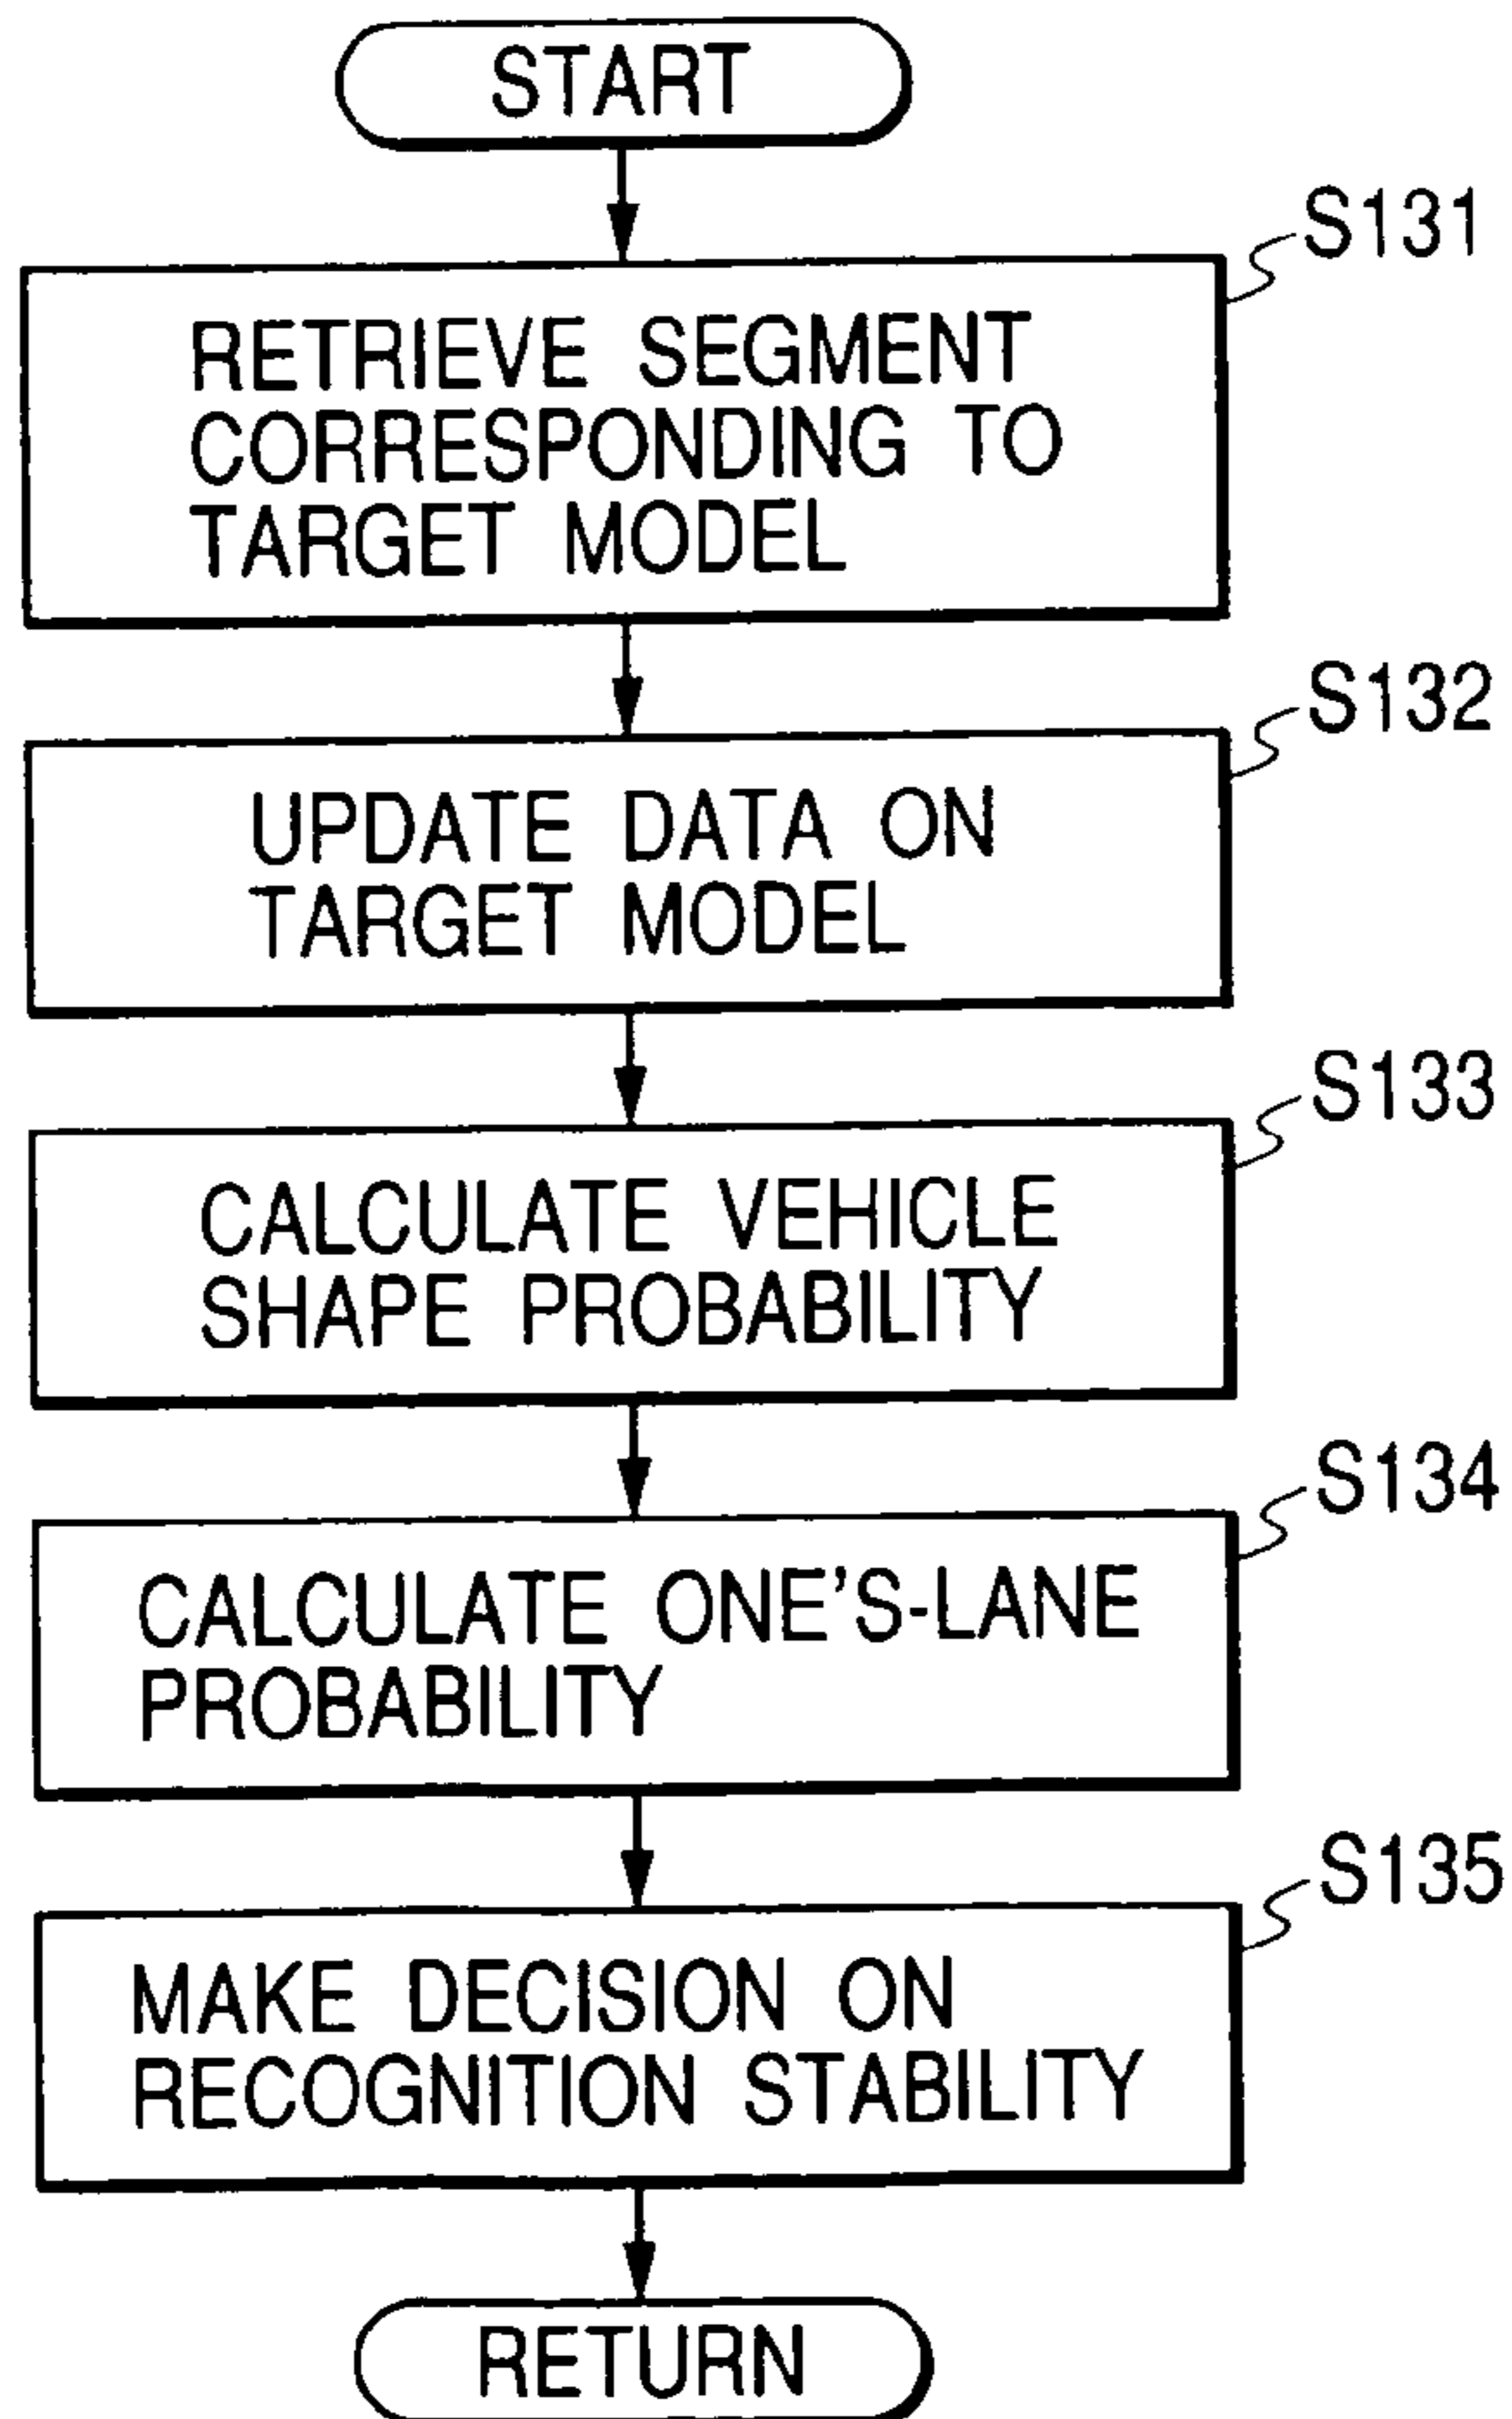 START
S131
RETRIEVE SEGMENT
CORRESPONDING TO
TARGET MODEL
S132
UPDATE DATA ON
TARGET MODEL
S133
CALCULATE VEHICLE
SHAPE PROBABILITY
S134
CALCULATE ONE'S-LANE
PROBABILITY
S135
MAKE DECISION ON
RECOGNITION STABILITY
RETURN